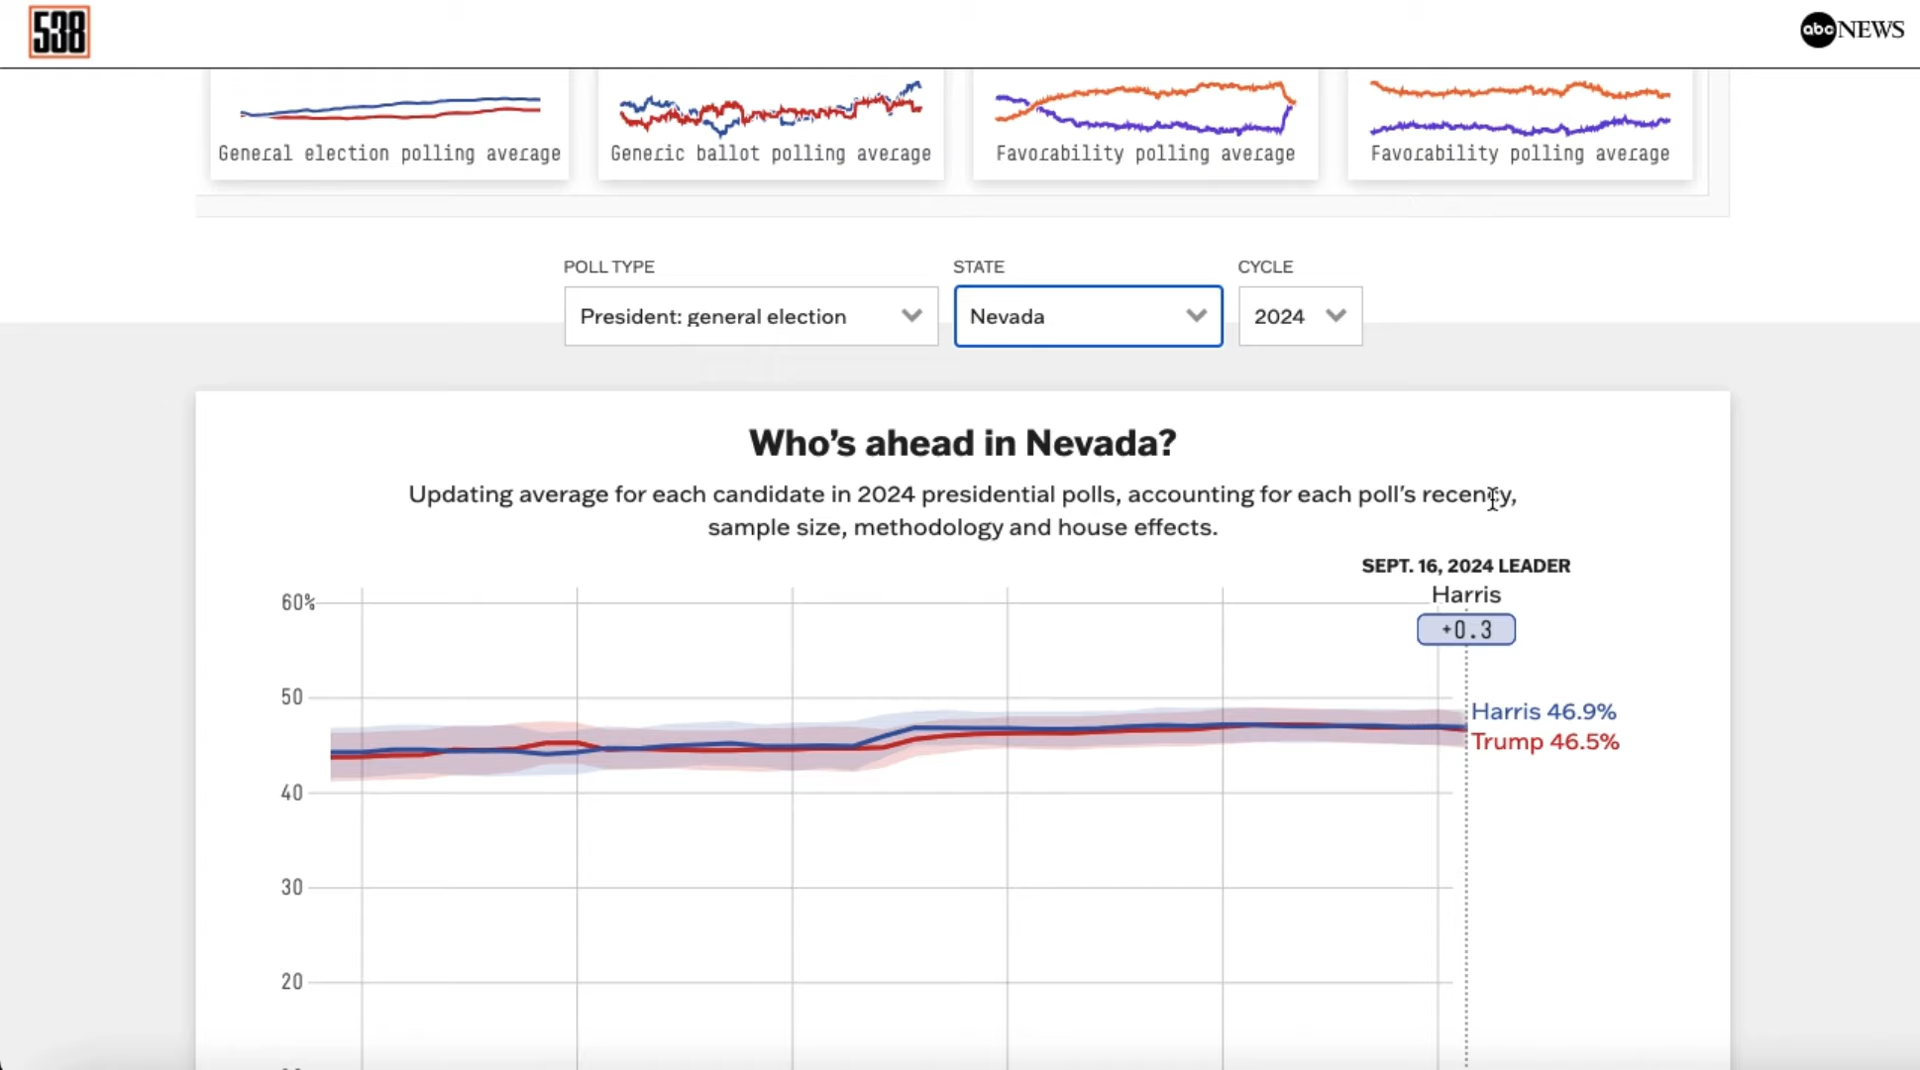 538
abc NEWS
General election polling average
Generic ballot polling average
Favorability polling average
Favorability polling average
POLL TYPE
STATE
CYCLE
President: general election
Nevada
2024
Who's ahead in Nevada?
Updating average for each candidate in 2024 presidential polls, accounting for each poll's recency,
sample size, methodology and house effects.
SEPT. 16, 2024 LEADER
Harris
+0.3
60%
50
40
30
20
Harris 46.9%
Trump 46.5%